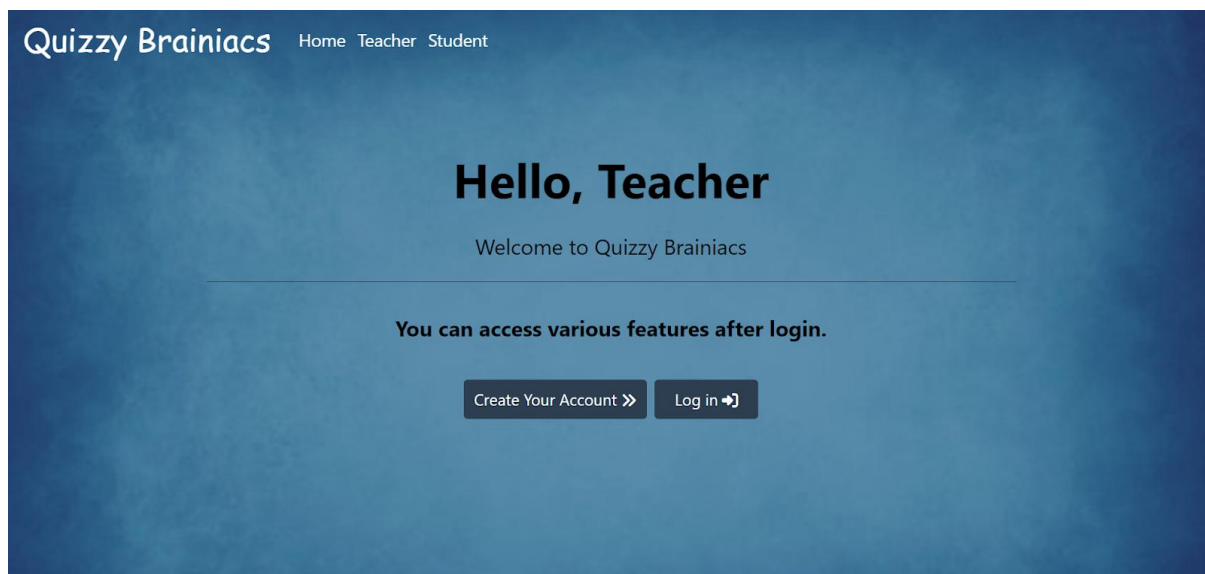 Quizzy Brainiacs Home Teacher Student
Hello, Teacher
Welcome to Quizzy Brainiacs
You can access various features after login.
Create Your Account Log in